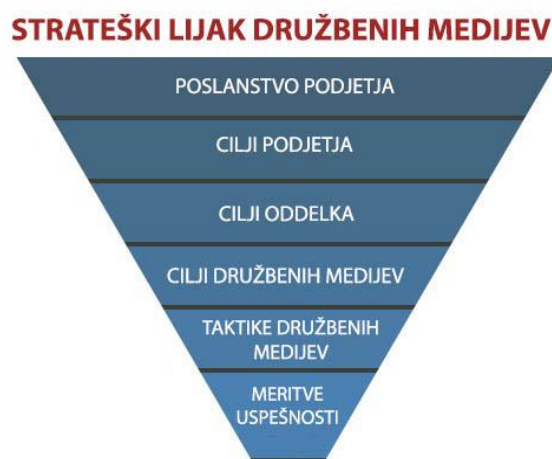 STRATEŠKI LIJAK DRUŽBENIH MEDIJEV
POSLANSTVO PODJETJA
CILJI PODJETJA
CILJI ODDELKA
CILJI DRUŽBENIH MEDIJEV
TAKTIKE DRUŽBENIH
MEDIJEV
MERITVE
USPEŠNOSTI